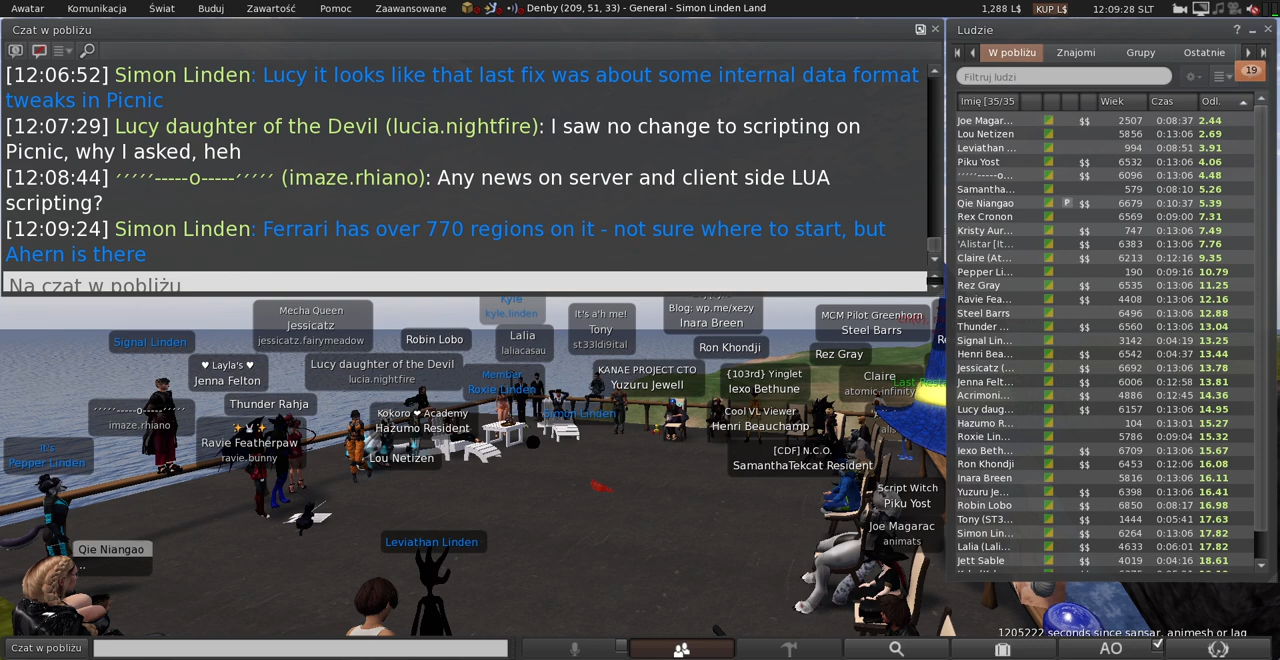 Awatar Komunikacja Świat Buduj Zawartość Pomoc Zaawansowane Denby (209, 51, 33) - General - Simon Linden Land 1,288 L$ KUP L$ 12:09:28 SLT
Czat w pobliżu
[12:06:52] Simon Linden: Lucy it looks like that last fix was about some internal data format
tweaks in Picnic
[12:07:29] Lucy daughter of the Devil (lucia.nightfire): I saw no change to scripting on
Picnic, why I asked, heh
[12:08:44] ˊˊˊˊˊ-----o-----ˊˊˊˊˊ (imaze.rhiano): Any news on server and client side LUA
scripting?
[12:09:24] Simon Linden: Ferrari has over 770 regions on it - not sure where to start, but
Ahern is there
Na czat w pobliżu
Ludzie
W pobliżu Znajomi Grupy Ostatnie
Filtruj ludzi
19
Imię [35/35 Wiek Czas Odl.
Joe Magar... $$ 2507 0:08:37 2.44
Lou Netizen 5856 0:13:06 2.69
Leviathan ... 994 0:08:51 3.91
Piku Yost $$ 6532 0:13:06 4.06
ˊˊˊˊˊ-----o... $$ 6096 0:13:06 4.48
Samantha... 579 0:08:10 5.26
Qie Niangao P $$ 6679 0:10:37 5.39
Rex Cronon 6569 0:09:00 7.31
Kristy Aur... $$ 747 0:13:06 7.49
'Alistar [It... $$ 6383 0:13:06 7.76
Claire (At... $$ 6213 0:12:16 9.35
Pepper Li... 190 0:09:16 10.79
Rez Gray $$ 6535 0:13:06 11.25
Ravie Fea... $$ 4408 0:13:06 12.16
Steel Barrs 6496 0:13:06 12.88
Thunder ... $$ 6560 0:13:06 13.04
Signal Lin... 3142 0:04:19 13.25
Henri Bea... $$ 6542 0:04:37 13.44
Jessicatz (... $$ 6692 0:13:06 13.78
Jenna Felt... $$ 6006 0:12:58 13.81
Acrimoni... $$ 4886 0:12:45 14.36
Lucy daug... $$ 6157 0:13:06 14.95
Hazumo R... 104 0:13:01 15.27
Roxie Lin... 5786 0:09:04 15.32
Iexo Beth... $$ 6709 0:13:06 15.67
Ron Khondji $$ 6453 0:12:06 16.08
Inara Breen 5816 0:13:06 16.11
Yuzuru Je... $$ 6398 0:13:06 16.41
Robin Lobo $$ 6850 0:08:17 16.98
Tony (ST3... $$ 1444 0:05:41 17.63
Simon Lin... $$ 6264 0:13:06 17.82
Lalia (Lali... $$ 4633 0:06:01 17.82
Jett Sable $$ 4019 0:04:16 18.61
Kyle
kyle.linden
Mecha Queen
Jessicatz
jessicatz.fairymeadow
It's a'h me!
Tony
st33ldi9ital
Blog: wp.me/xezy
Inara Breen
MCM Pilot Greenhorn
Steel Barrs
Signal Linden
Robin Lobo
Lalia
laliacasau
Ron Khondji
Rez Gray
♥ Layla's ♥
Jenna Felton
Lucy daughter of the Devil
lucia.nightfire
Member
Roxie Linden
KANAE PROJECT CTO
Yuzuru Jewell
{103rd} Yinglet
Iexo Bethune
Claire
atomic.infinity
Thunder Rahja
ˊˊˊˊˊ-----o-----ˊˊˊˊˊ
imaze.rhiano
Kokoro ♥ Academy
Hazumo Resident
Simon Linden
Cool VL Viewer
Henri Beauchamp
Ravie Featherpaw
ravie.bunny
Lou Netizen
It's
Pepper Linden
[CDF] N.C.O.
SamanthaTekcat Resident
Script Witch
Piku Yost
Joe Magarac
animats
Leviathan Linden
Qie Niangao
..
1205222 seconds since sansar, animesh or lag
Czat w pobliżu
AO